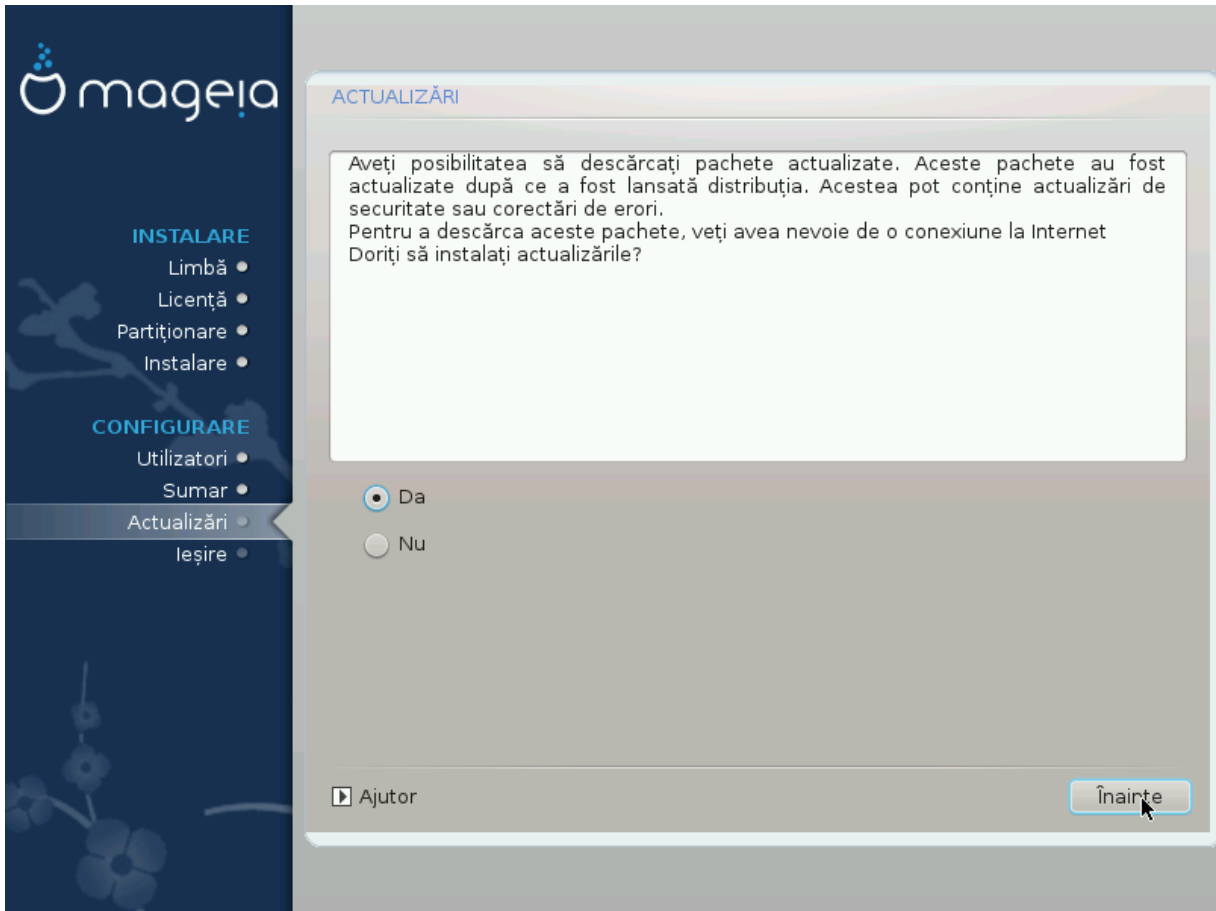 mageia
INSTALARE
Limbă
Licență
Partiționare
Instalare
CONFIGURARE
Utilizatori
Sumar
Actualizări
Ieșire
ACTUALIZĂRI
Aveți posibilitatea să descărcați pachete actualizate. Aceste pachete au fost
actualizate după ce a fost lansată distribuția. Acestea pot conține actualizări de
securitate sau corectări de erori.
Pentru a descărca aceste pachete, veți avea nevoie de o conexiune la Internet
Doriți să instalați actualizările?
Da
Nu
Ajutor
Înainte